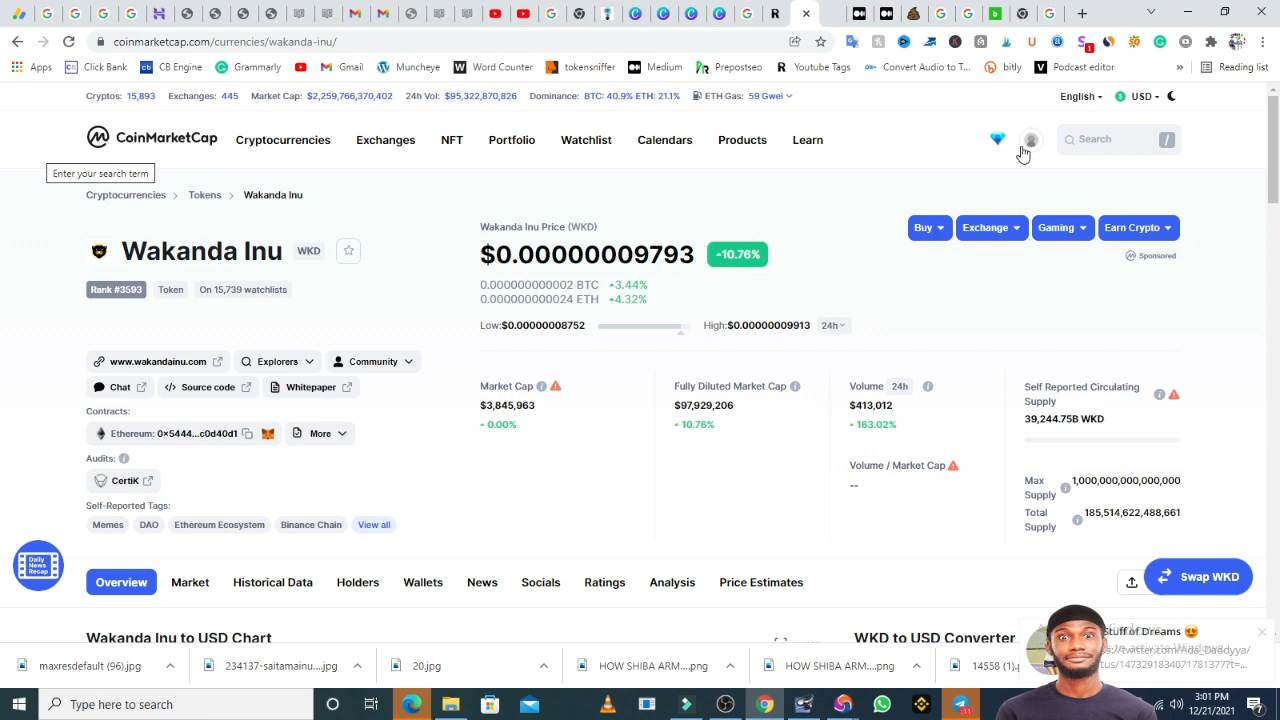 coinmarketcap.com/currencies/wakanda-inu/
Apps Click Bank CB Engine Grammarly Gmail Muncheye Word Counter tokensniffer Medium Prepostseo Youtube Tags Convert Audio to T... bitly Podcast editor » Reading list
Cryptos: 15,893 Exchanges: 445 Market Cap: $2,259,766,370,402 24h Vol: $95,322,870,826 Dominance: BTC: 40.9% ETH: 21.1% ETH Gas: 59 Gwei English USD
CoinMarketCap Cryptocurrencies Exchanges NFT Portfolio Watchlist Calendars Products Learn Search /
Enter your search term
Cryptocurrencies > Tokens > Wakanda Inu
Wakanda Inu WKD
Rank #3593 Token On 15,739 watchlists
www.wakandainu.com Explorers Community
Chat Source code Whitepaper
Contracts:
Ethereum: 0x5444...c0d40d1 More
Audits:
CertiK
Self-Reported Tags:
Memes DAO Ethereum Ecosystem Binance Chain View all
Wakanda Inu Price (WKD)
$0.00000009793 10.76%
0.000000000002 BTC 3.44%
0.000000000024 ETH 4.32%
Low:$0.00000008752 High:$0.00000009913 24h
Buy Exchange Gaming Earn Crypto
Sponsored
Market Cap
$3,845,963
0.00%
Fully Diluted Market Cap
$97,929,206
10.76%
Volume 24h
$413,012
163.02%
Volume / Market Cap
--
Self Reported Circulating
Supply
39,244.75B WKD
Max
Supply
1,000,000,000,000,000
Total
Supply
185,514,622,488,661
Daily
News
Recap
Overview Market Historical Data Holders Wallets News Socials Ratings Analysis Price Estimates
Swap WKD
Wakanda Inu to USD Chart WKD to USD Converter
Stuff of Dreams
maxresdefault (96).jpg 234137-saitamainu....jpg 20.jpg HOW SHIBA ARM....png HOW SHIBA ARM....png 14558 (1).
Type here to search
11
3:01 PM
12/21/2021